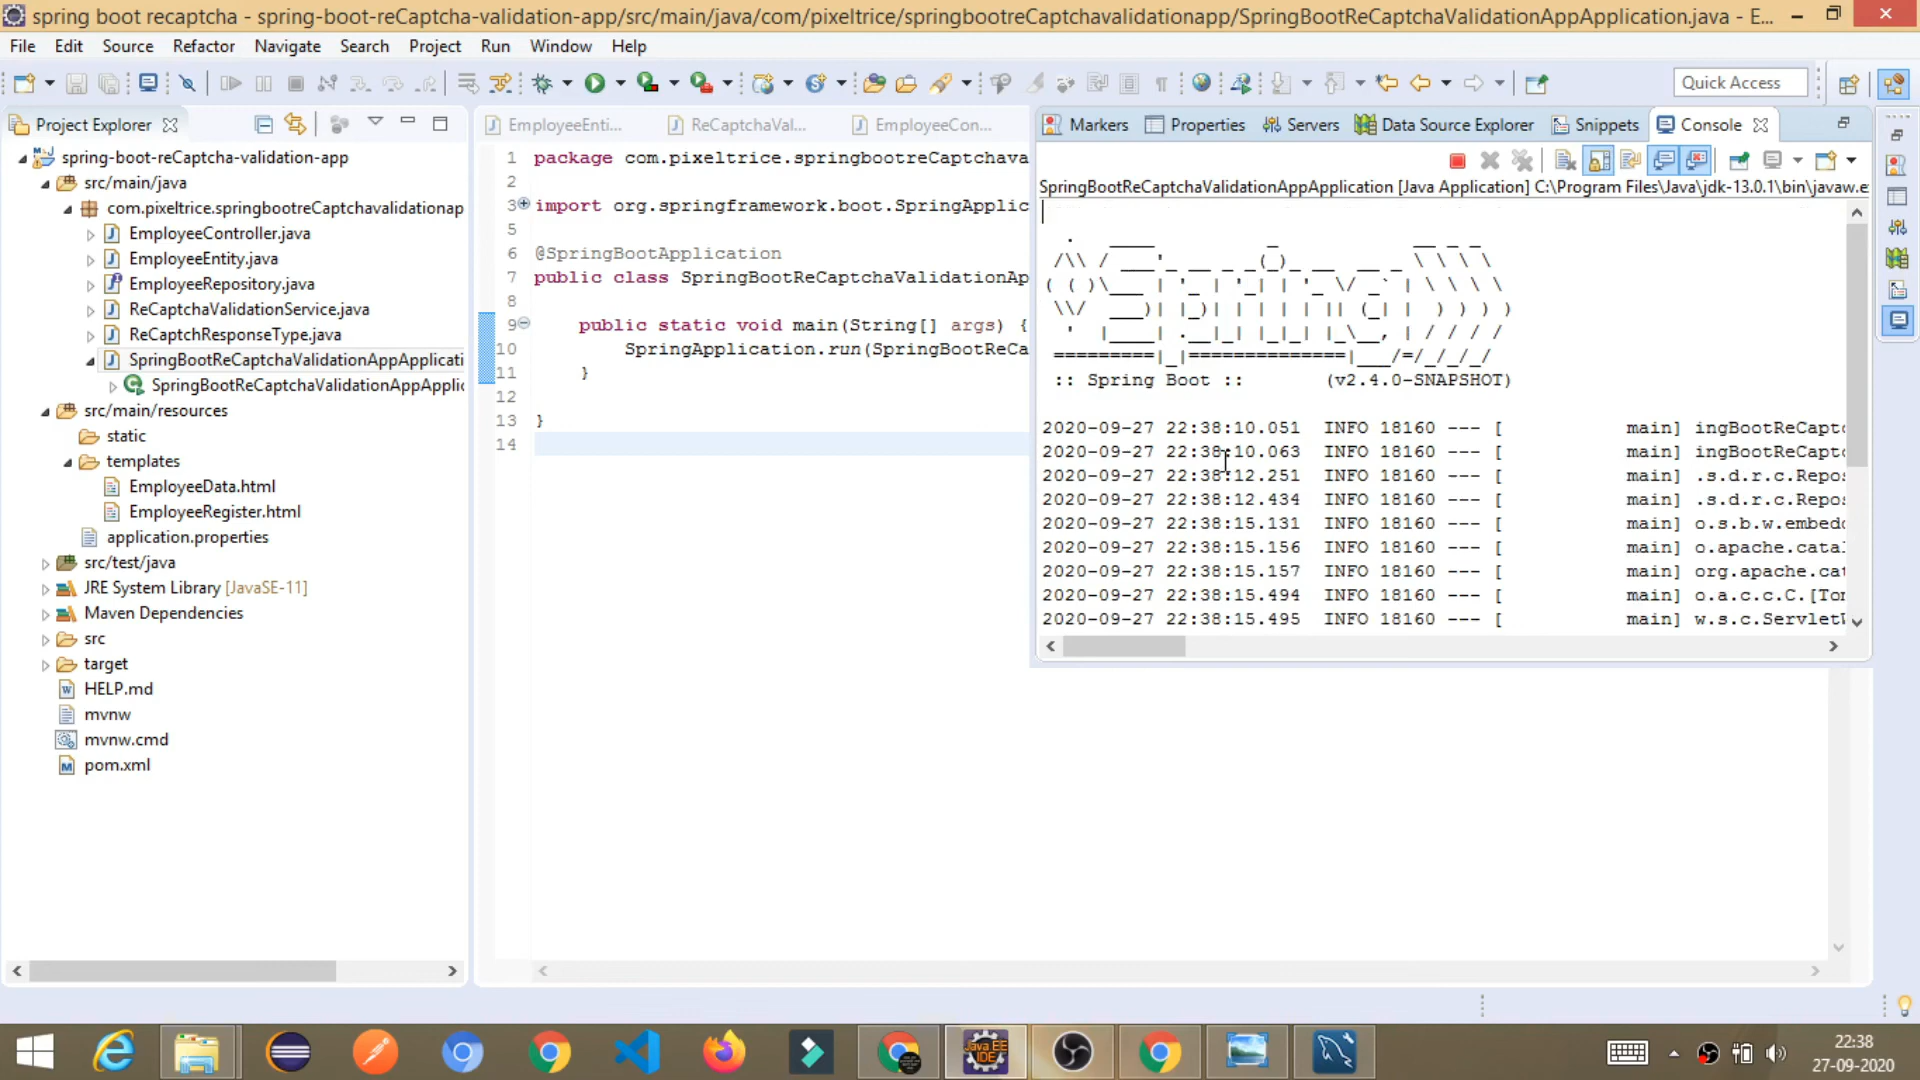 spring boot recaptcha - spring-boot-reCaptcha-validation-app/src/main/java/com/pixeltrice/springbootreCaptchavalidationapp/SpringBootReCaptchaValidationAppApplication.java - E...
File Edit Source Refactor Navigate Search Project Run Window Help
Quick Access
Project Explorer
spring-boot-reCaptcha-validation-app
src/main/java
com.pixeltrice.springbootreCaptchavalidationap
EmployeeController.java
EmployeeEntity.java
EmployeeRepository.java
ReCaptchaValidationService.java
ReCaptchResponseType.java
SpringBootReCaptchaValidationAppApplicati
SpringBootReCaptchaValidationAppApplic
src/main/resources
static
templates
EmployeeData.html
EmployeeRegister.html
application.properties
src/test/java
JRE System Library [JavaSE-11]
Maven Dependencies
src
target
HELP.md
mvnw
mvnw.cmd
pom.xml
EmployeeEnti... ReCaptchaVal... EmployeeCon...
1 package com.pixeltrice.springbootreCaptchava
2
3 import org.springframework.boot.SpringApplic
5
6 @SpringBootApplication
7 public class SpringBootReCaptchaValidationAp
8
9 public static void main(String[] args) {
10 SpringApplication.run(SpringBootReCa
11 }
12
13 }
14
Markers Properties Servers Data Source Explorer Snippets Console
SpringBootReCaptchaValidationAppApplication [Java Application] C:\Program Files\Java\jdk-13.0.1\bin\javaw.e
Spring
:: Spring Boot :: (v2.4.0-SNAPSHOT)
2020-09-27 22:38:10.051 INFO 18160 --- [ main] ingBootReCapt
2020-09-27 22:38:10.063 INFO 18160 --- [ main] ingBootReCapt
2020-09-27 22:38:12.251 INFO 18160 --- [ main] .s.d.r.c.Repos
2020-09-27 22:38:12.434 INFO 18160 --- [ main] .s.d.r.c.Repos
2020-09-27 22:38:15.131 INFO 18160 --- [ main] o.s.b.w.embed
2020-09-27 22:38:15.156 INFO 18160 --- [ main] o.apache.cata
2020-09-27 22:38:15.157 INFO 18160 --- [ main] org.apache.cat
2020-09-27 22:38:15.494 INFO 18160 --- [ main] o.a.c.c.C.[Tom
2020-09-27 22:38:15.495 INFO 18160 --- [ main] w.s.c.Servlet
Java EE
IDE
22:38
27-09-2020